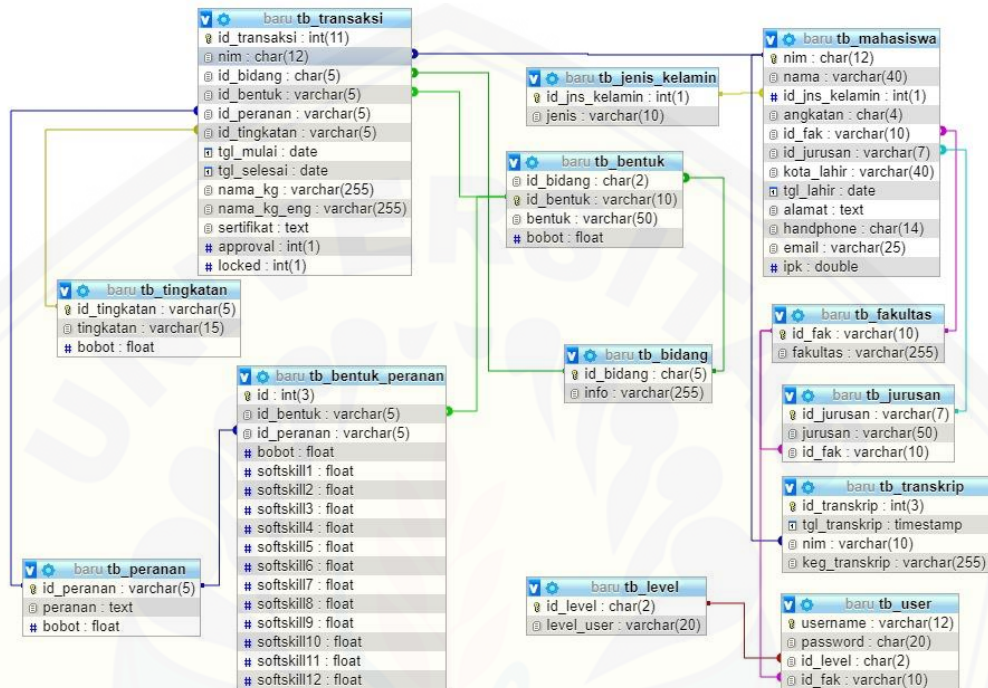 baru tb_transaksi
id_transaksi : int(11)
nim : char(12)
id_bidang : char(5)
id_bentuk : varchar(5)
id_peranan : varchar(5)
id_tingkatan : varchar(5)
tgl_mulai : date
tgl_selesai : date
nama_kg : varchar(255)
nama_kg_eng : varchar(255)
sertifikat : text
# approval : int(1)
# locked : int(1)
baru tb_jenis_kelamin
id_jns_kelamin : int(1)
jenis : varchar(10)
baru tb_mahasiswa
nim : char(12)
nama : varchar(40)
# id_jns_kelamin : int(1)
angkatan : char(4)
id_fak : varchar(10)
id_jurusan : varchar(7)
kota_lahir : varchar(40)
tgl_lahir : date
alamat : text
handphone : char(14)
email : varchar(25)
# ipk : double
baru tb_bentuk
id_bidang : char(2)
id_bentuk : varchar(10)
bentuk : varchar(50)
# bobot : float
baru tb_tingkatan
id_tingkatan : varchar(5)
tingkatan : varchar(15)
# bobot : float
baru tb_bidang
id_bidang : char(5)
info : varchar(255)
baru tb_fakultas
id_fak : varchar(10)
fakultas : varchar(255)
baru tb_bentuk_peranan
id : int(3)
id_bentuk : varchar(5)
id_peranan : varchar(5)
# bobot : float
# softskill1 : float
# softskill2 : float
# softskill3 : float
# softskill4 : float
# softskill5 : float
# softskill6 : float
# softskill7 : float
# softskill8 : float
# softskill9 : float
# softskill10 : float
# softskill11 : float
# softskill12 : float
baru tb_jurusan
id_jurusan : varchar(7)
jurusan : varchar(50)
id_fak : varchar(10)
baru tb_transkrip
id_transkrip : int(3)
tgl_transkrip : timestamp
nim : varchar(10)
keg_transkrip : varchar(255)
baru tb_peranan
id_peranan : varchar(5)
peranan : text
# bobot : float
baru tb_level
id_level : char(2)
level_user : varchar(20)
baru tb_user
username : varchar(12)
password : char(20)
id_level : char(2)
id_fak : varchar(10)